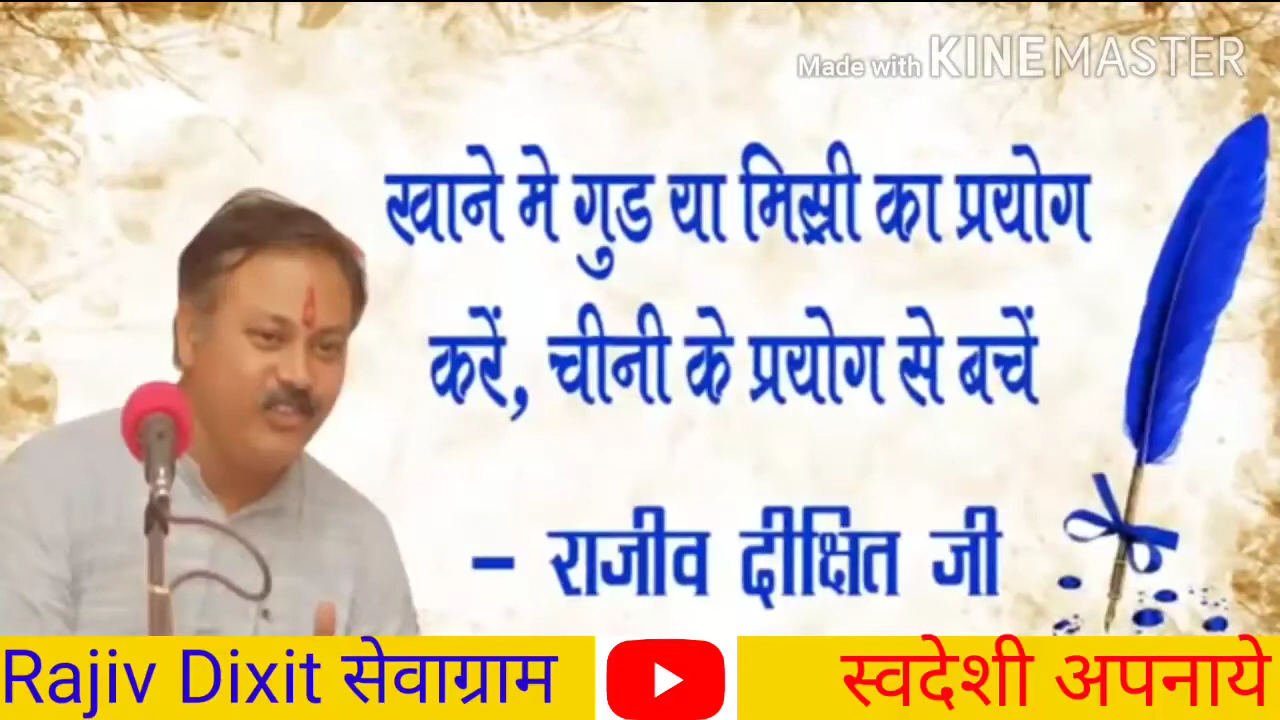 Made with KINEMASTER
खाने मे गुड या मिस्री का प्रयोग
करें, चीनी के प्रयोग से बचें
- राजीव दीक्षित जी
Rajiv Dixit सेवाग्राम
स्वदेशी अपनाये